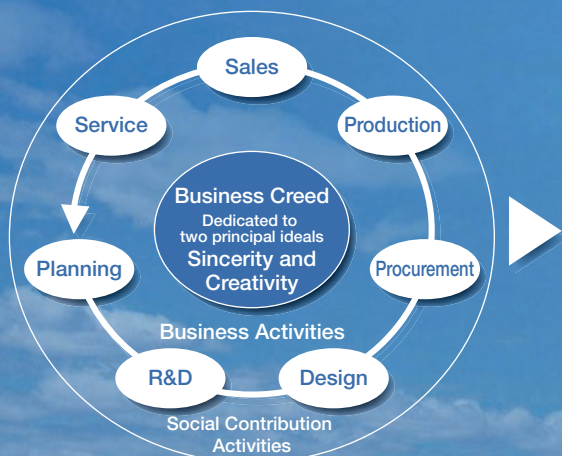 Sales
Service
Production
Business Creed
Dedicated to
two principal ideals
Sincerity and
Creativity
Planning
Procurement
Business Activities
R&D
Design
Social Contribution
Activities